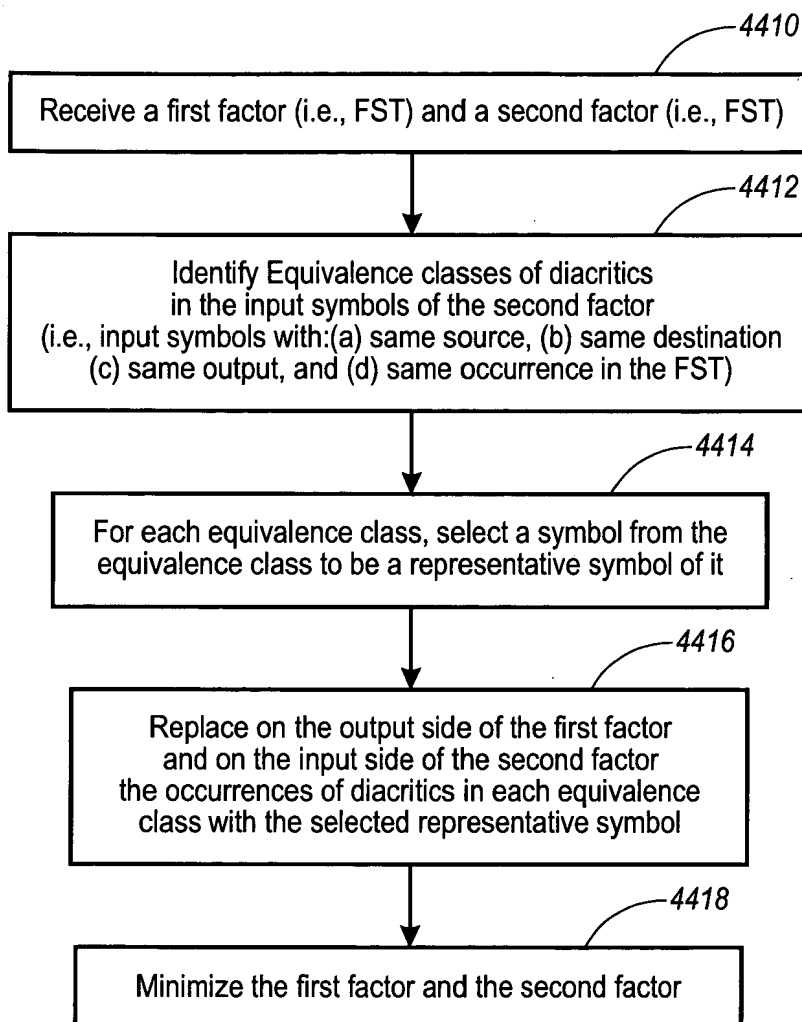 4410
Receive a first factor (i.e., FST) and a second factor (i.e., FST)
4412
Identify Equivalence classes of diacritics
in the input symbols of the second factor
(i.e., input symbols with:(a) same source, (b) same destination
(c) same output, and (d) same occurrence in the FST)
4414
For each equivalence class, select a symbol from the
equivalence class to be a representative symbol of it
4416
Replace on the output side of the first factor
and on the input side of the second factor
the occurrences of diacritics in each equivalence
class with the selected representative symbol
4418
Minimize the first factor and the second factor